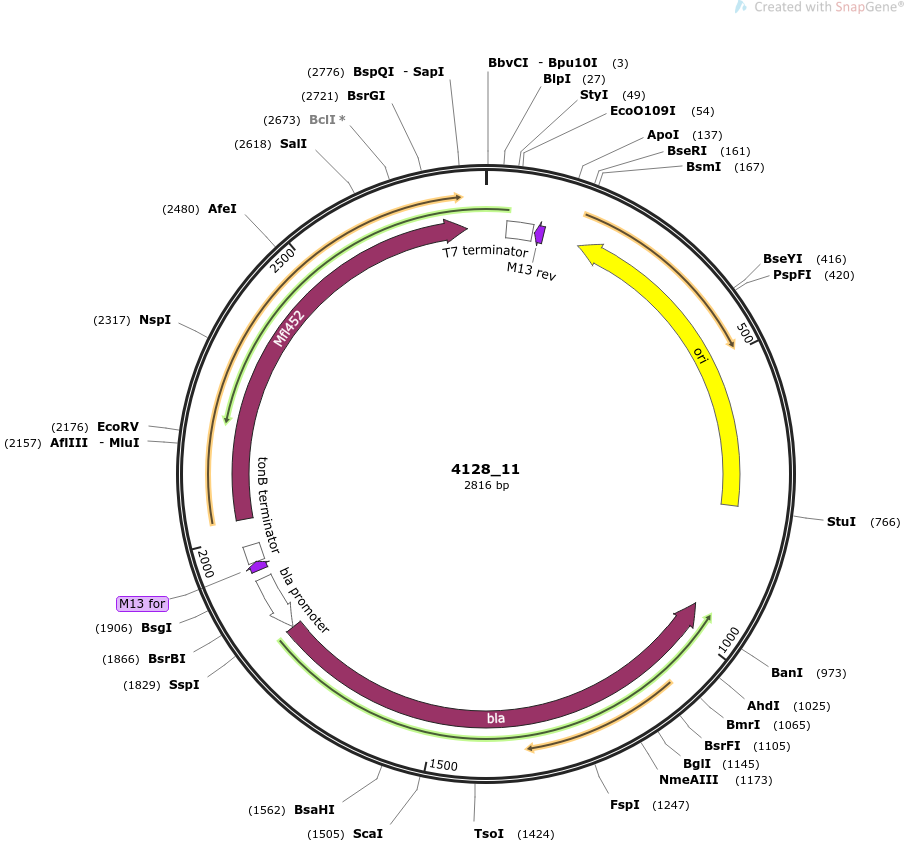 Created with SnapGene®
BbvCI - Bpu10I (3)
BlpI (27)
StyI (49)
EcoO109I (54)
ApoI (137)
BseRI (161)
BsmI (167)
BseYI (416)
PspFI (420)
StuI (766)
BanI (973)
AhdI (1025)
BmrI (1065)
BsrFI (1105)
BglI (1145)
NmeAIII (1173)
FspI (1247)
TsoI (1424)
(1505) ScaI
(1562) BsaHI
(1829) SspI
(1866) BsrBI
(1906) BsgI
M13 for
(2157) AflIII - MluI
(2176) EcoRV
(2317) NspI
(2480) AfeI
(2618) SalI
(2673) BclI *
(2721) BsrGI
(2776) BspQI - SapI
500
1000
1500
2000
2500
T7 terminator
M13 rev
ori
bla
bla promoter
tonB terminator
Mfl452
4128_11
2816 bp